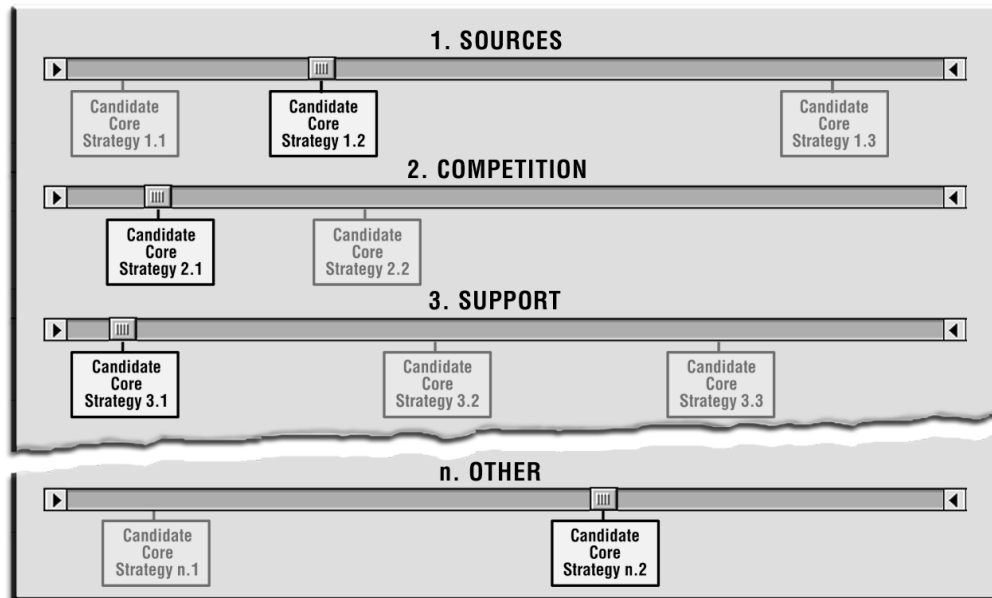 1. SOURCES
Candidate
Core
Strategy 1.1
Candidate
Core
Strategy 1.2
Candidate
Core
Strategy 1.3
2. COMPETITION
Candidate
Core
Strategy 2.1
Candidate
Core
Strategy 2.2
3. SUPPORT
Candidate
Core
Strategy 3.1
Candidate
Core
Strategy 3.2
Candidate
Core
Strategy 3.3
n. OTHER
Candidate
Core
Strategy n.1
Candidate
Core
Strategy n.2